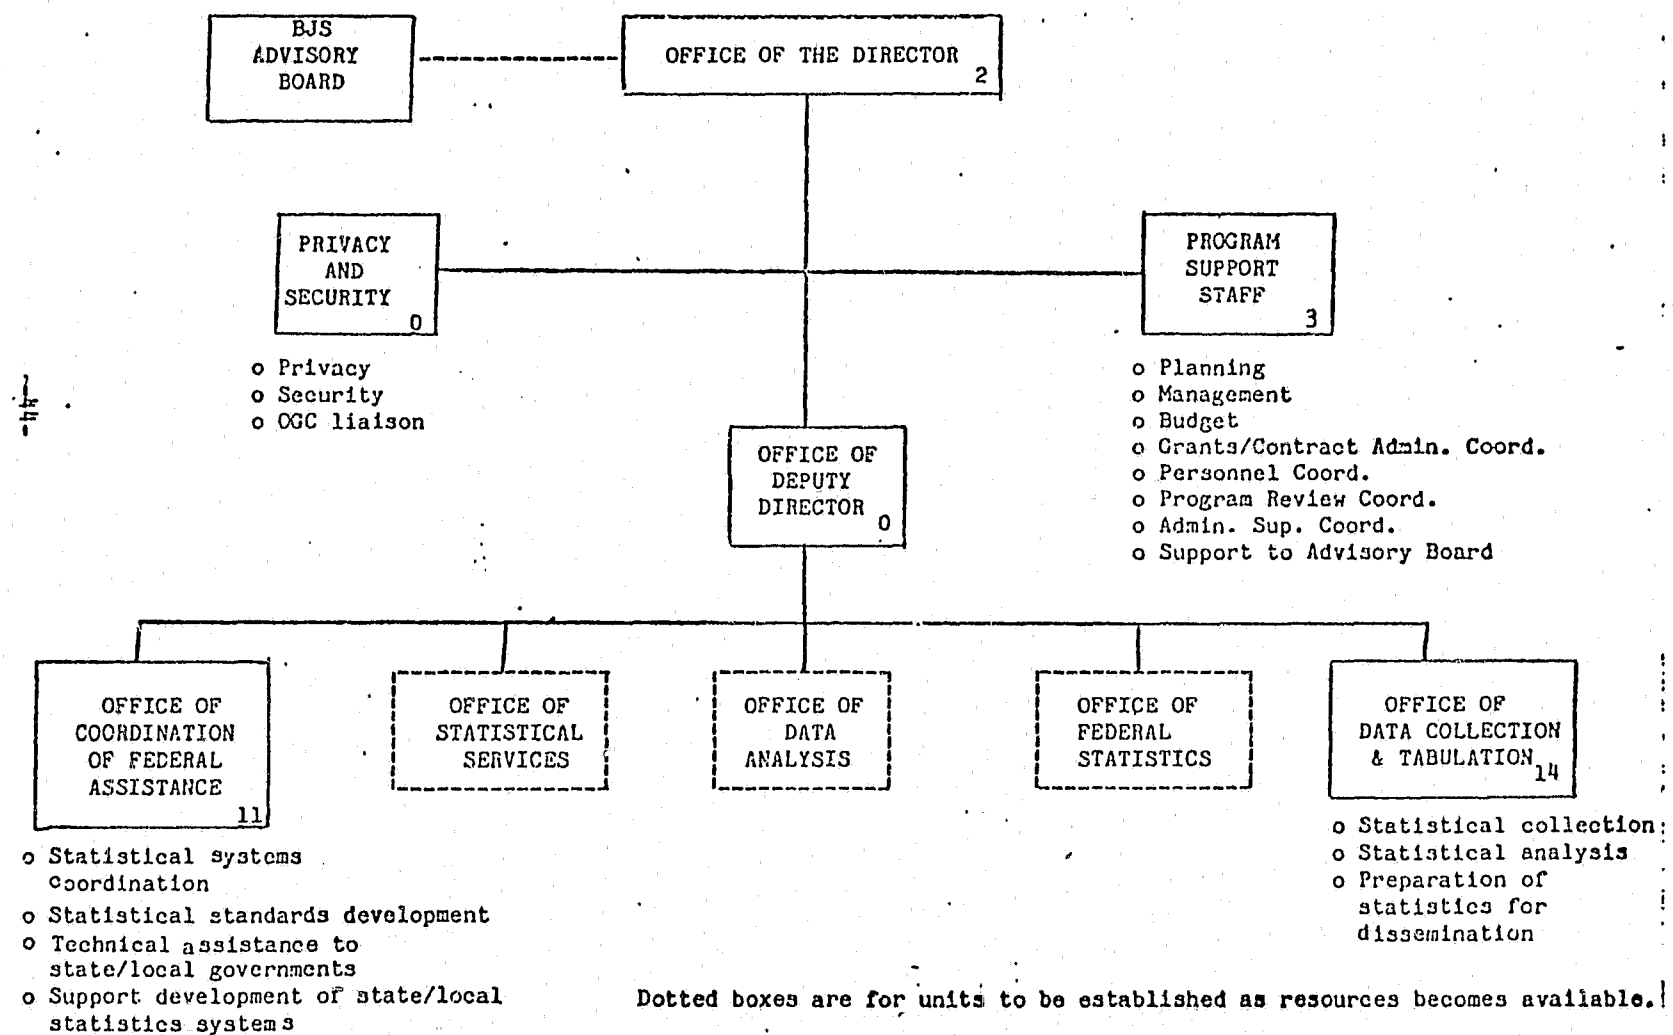 BJS
ADVISORY
BOARD
OFFICE OF THE DIRECTOR
2
PRIVACY
AND
SECURITY
0
PROGRAM
SUPPORT
STAFF
3
o Privacy
o Security
o OGC liaison
o Planning
o Management
o Budget
o Grants/Contract Admin. Coord.
o Personnel Coord.
o Program Review Coord.
o Admin. Sup. Coord.
o Support to Advisory Board
-44-
OFFICE OF
DEPUTY
DIRECTOR
0
OFFICE OF
COORDINATION
OF FEDERAL
ASSISTANCE
11
OFFICE OF
STATISTICAL
SERVICES
OFFICE OF
DATA
ANALYSIS
OFFICE OF
FEDERAL
STATISTICS
OFFICE OF
DATA COLLECTION
& TABULATION
14
o Statistical systems
coordination
o Statistical standards development
o Technical assistance to
state/local governments
o Support development of state/local
statistics systems
o Statistical collection
o Statistical analysis
o Preparation of
statistics for
dissemination
Dotted boxes are for units to be established as resources becomes available.